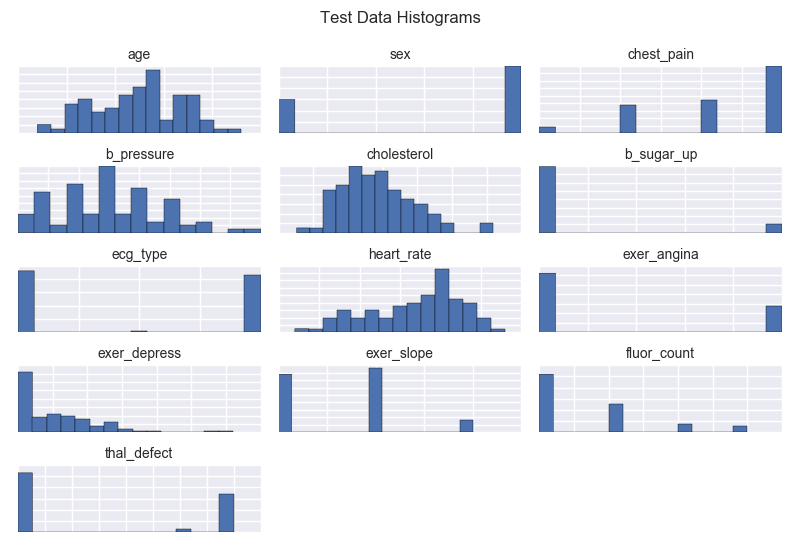 Test Data Histograms
age
sex
chest_pain
b_pressure
cholesterol
b_sugar_up
ecg_type
heart_rate
exer_angina
exer_depress
exer_slope
fluor_count
thal_defect